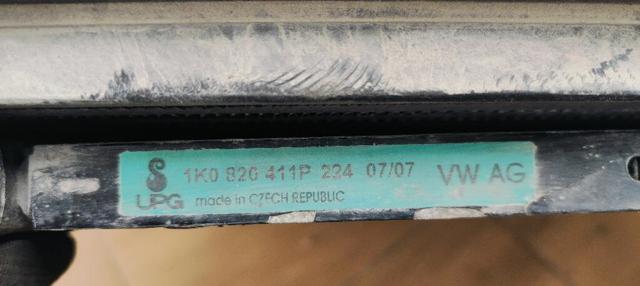 1K0 820 411P 224 07/07 VW AG
UPG made in CZECH REPUBLIC